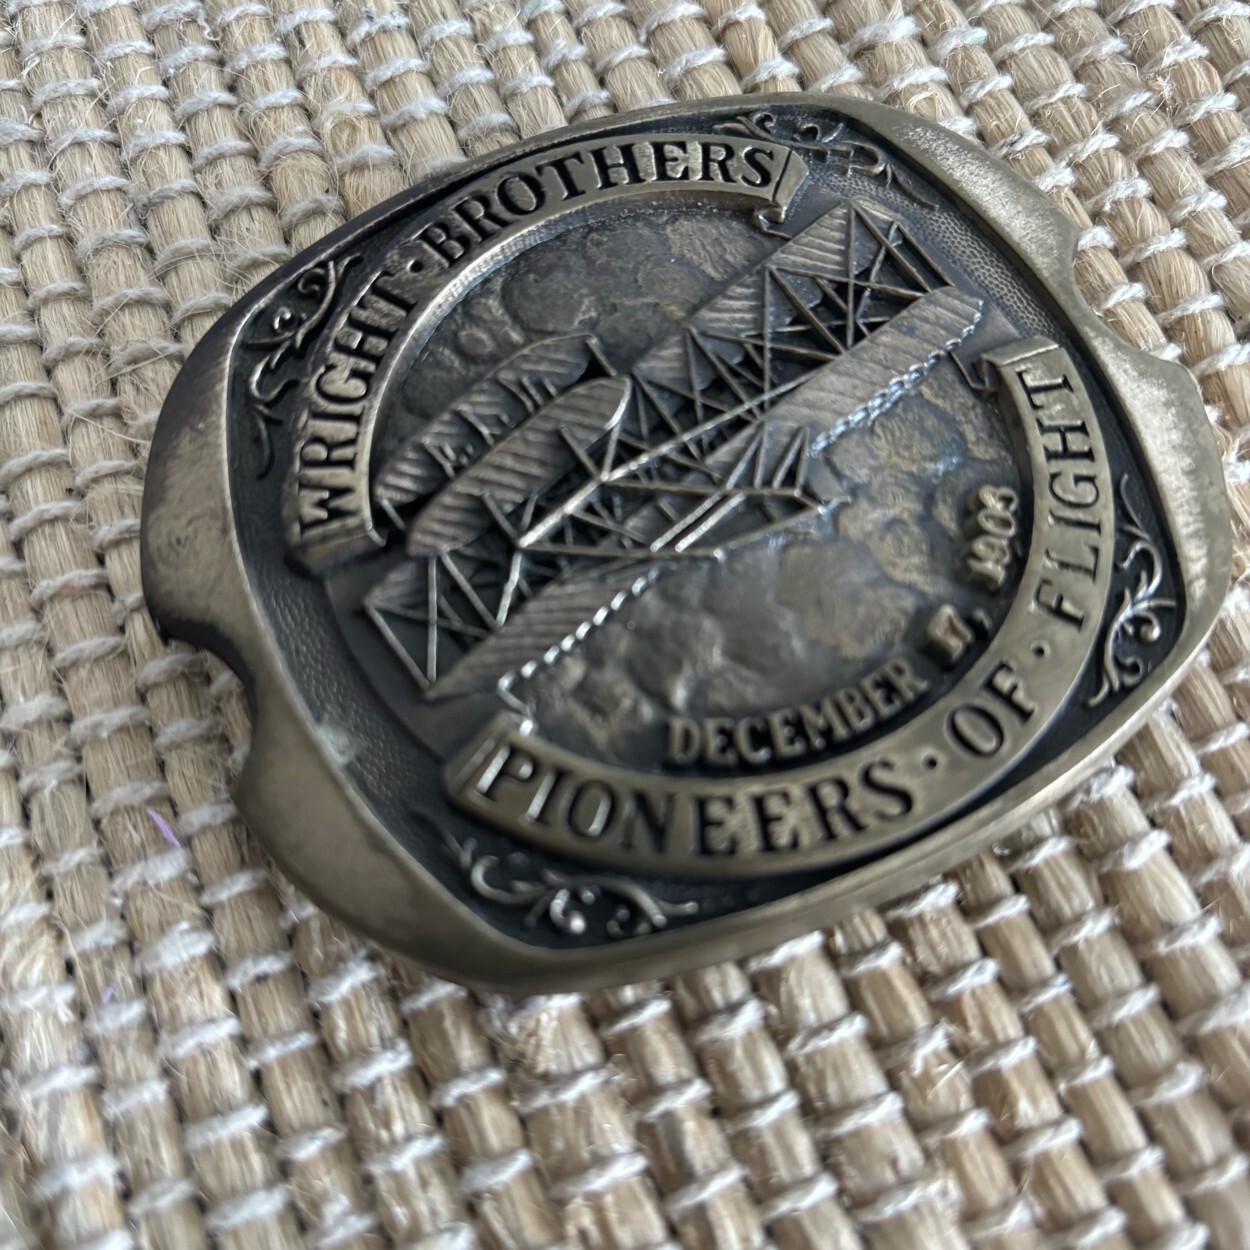 WRIGHT · BROTHERS
DECEMBER 17, 1903
PIONEERS · OF · FLIGHT